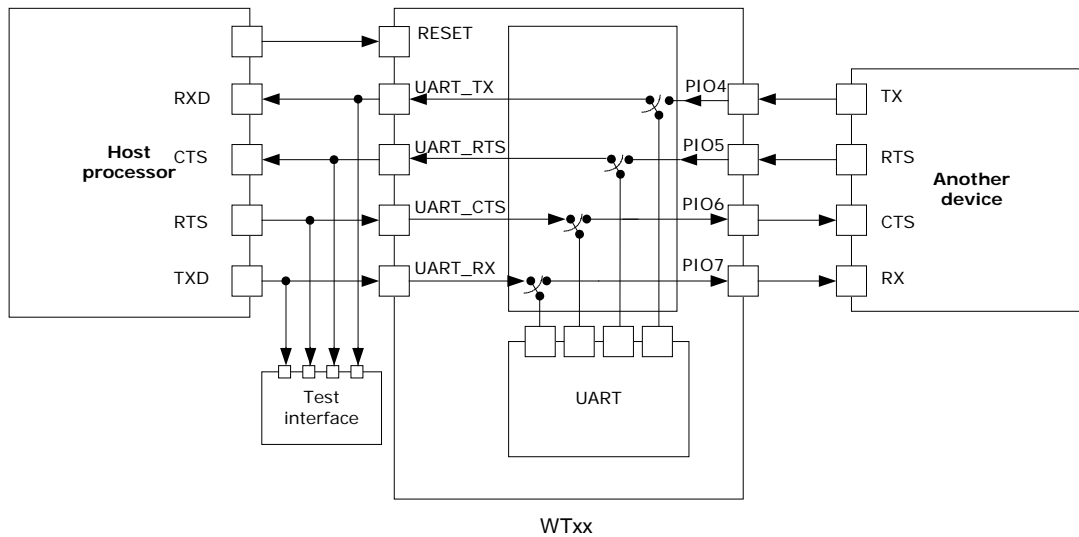 RESET
RXD
UART_TX
PIO4
TX
Host
processor
CTS
UART_RTS
PIO5
RTS
Another
device
RTS
UART_CTS
PIO6
CTS
TXD
UART_RX
PIO7
RX
Test
interface
UART
WTxx